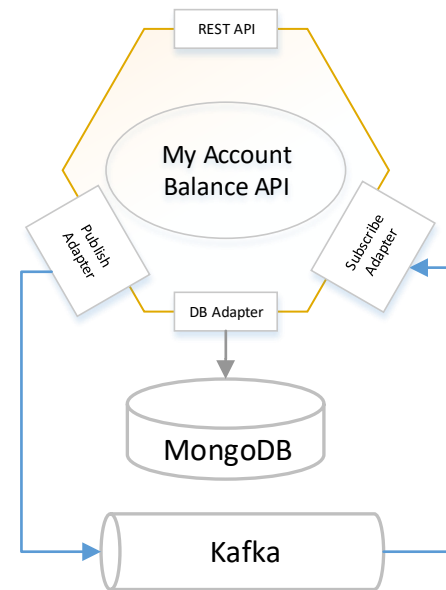 REST API
My Account
Balance API
Publish
Adapter
Subscribe
Adapter
DB Adapter
MongoDB
Kafka